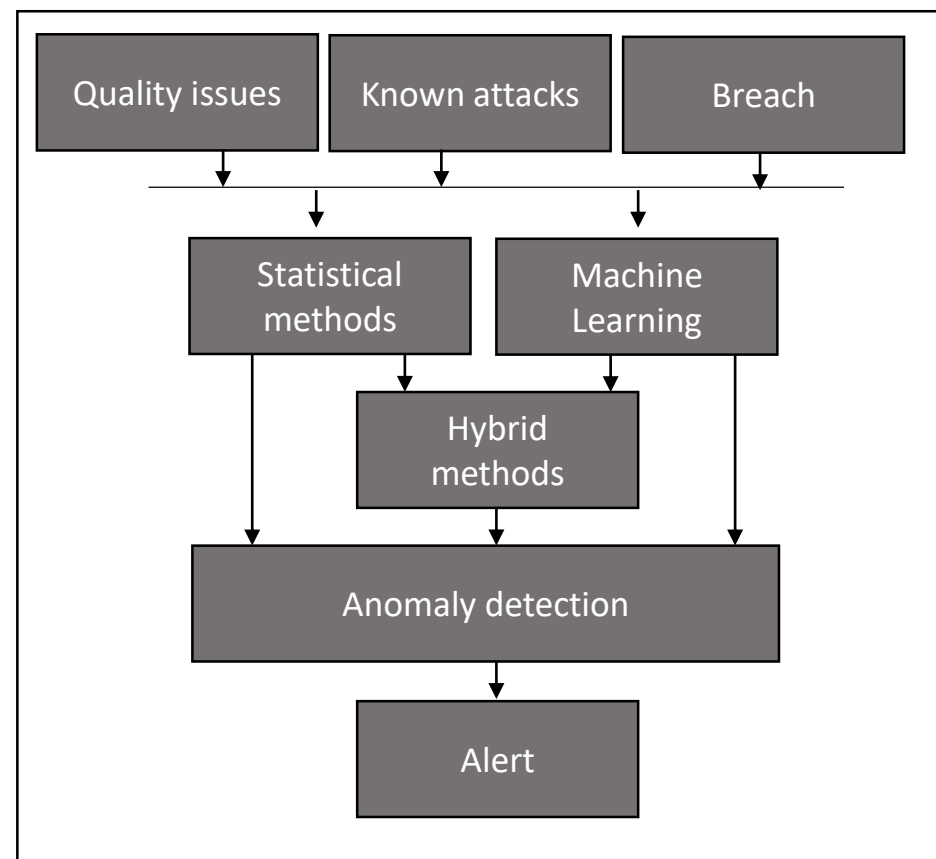 Quality issues
Known attacks
Breach
Statistical
methods
Machine
Learning
Hybrid
methods
Anomaly detection
Alert